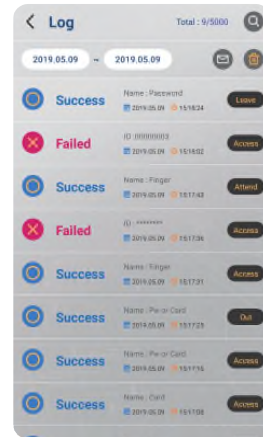 Log
Total : 9/5000
2019.05.09 ~ 2019.05.09
Success
Name : Password
2019.05.09 15:18:24
Leave
Failed
2019.05.09 15:18:02
Access
Success
Name : Finger
2019.05.09 15:17:43
Attend
Failed
ID : ********
2019.05.09 15:17:36
Access
Success
Name : Finger
2019.05.09 15:17:31
Access
Success
Name : Pw or Card
2019.05.09 15:17:23
Out
Success
Name : Pw or Card
2019.05.09 15:17:16
Access
Success
Name : Card
2019.05.09 15:17:08
Access